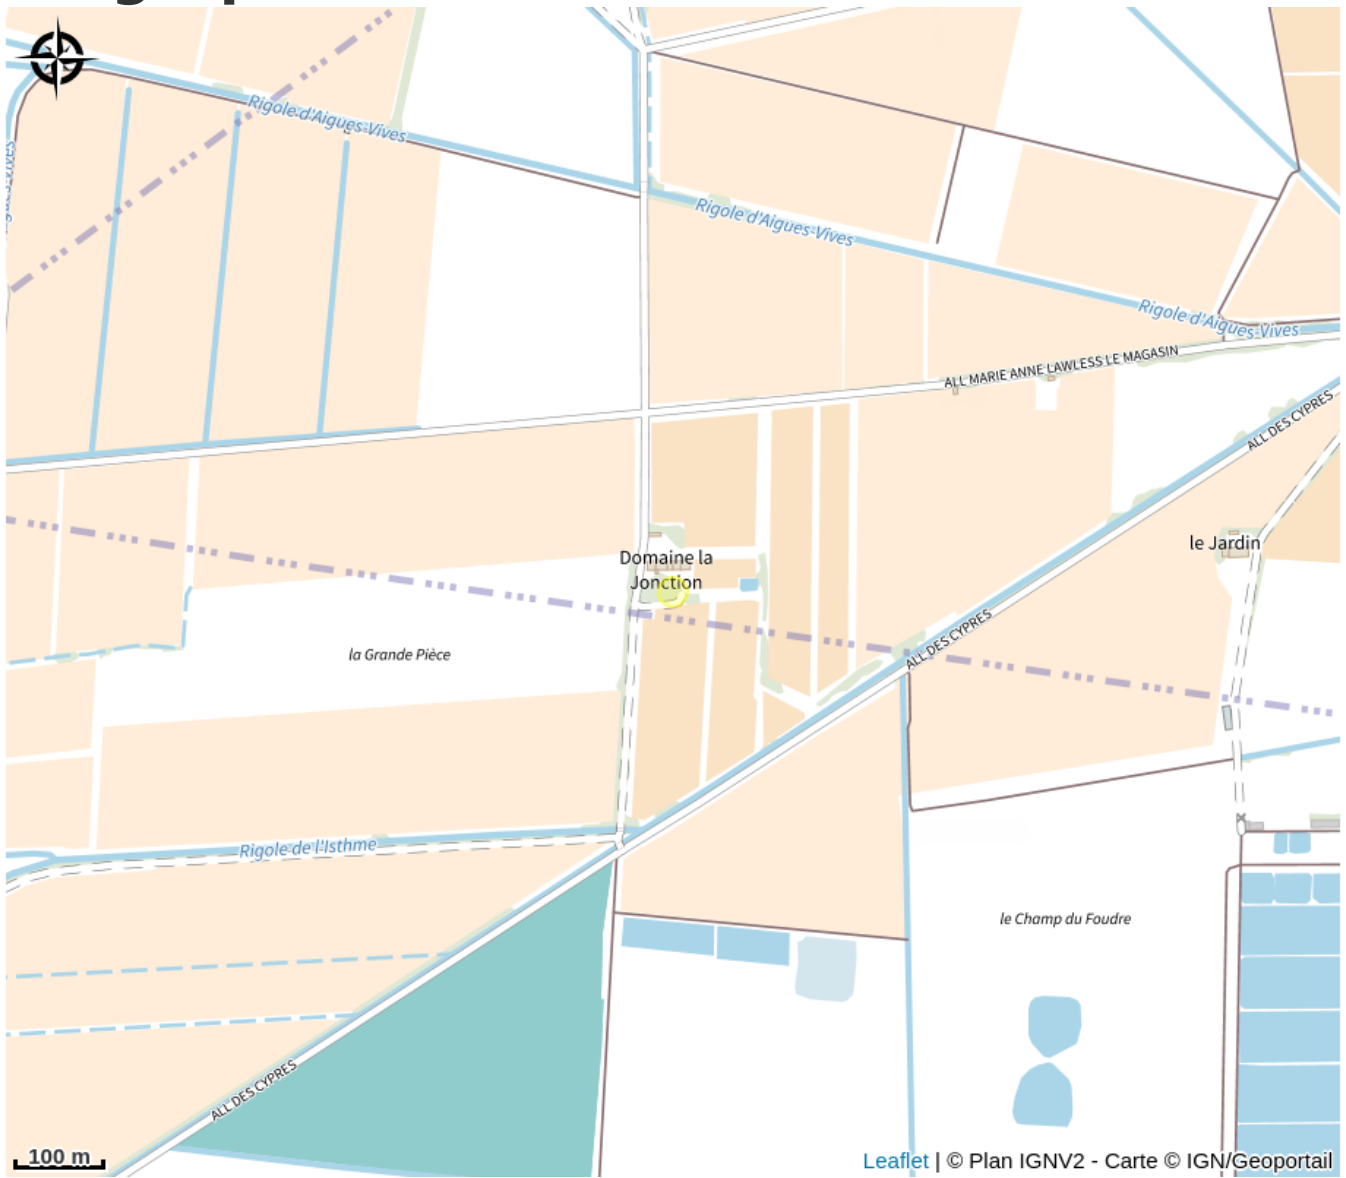 Rigole d'Aigues-Vives
Rigole d'Aigues-Vives
Rigole d'Aigues-Vives
ALL MARIE ANNE LAWLESS LE MAGASIN
ALL DES CYPRES
le Jardin
Domaine la
Jonction
ALL DES CYPRES
la Grande Pièce
Rigole de l'Isthme
le Champ du Foudre
ALL DES CYPRES
100 m
Leaflet | © Plan IGNV2 - Carte © IGN/Geoportail